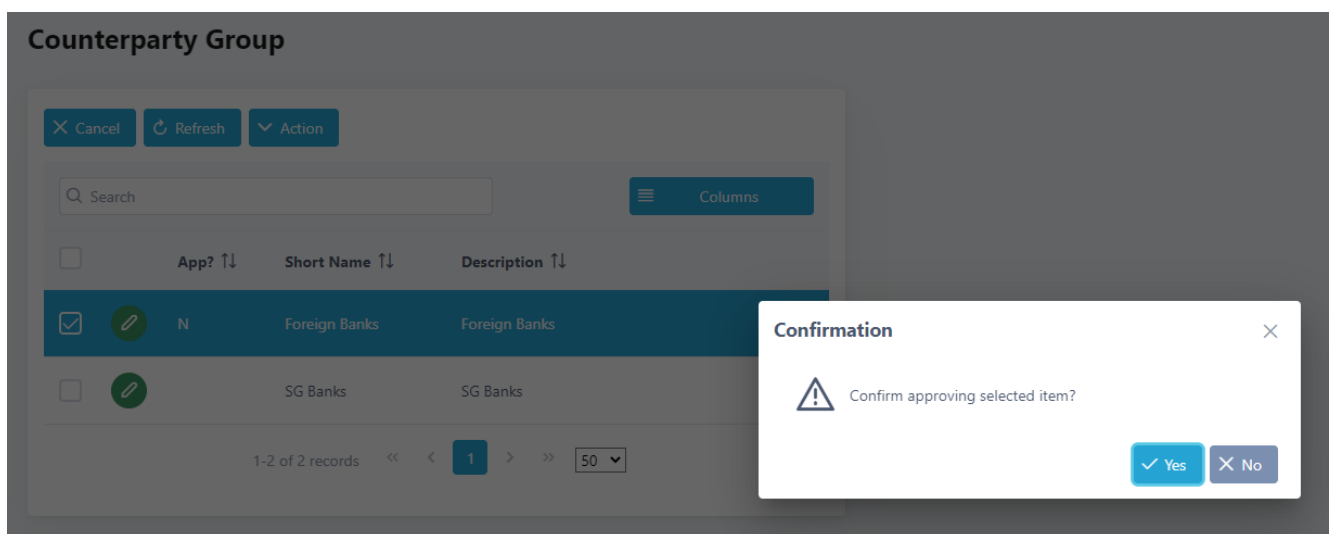 Counterparty Group
Cancel Refresh Action
Search Columns
App? Short Name Description
N Foreign Banks Foreign Banks
SG Banks SG Banks
1-2 of 2 records « < 1 > » 50
Confirmation
Confirm approving selected item?
Yes No